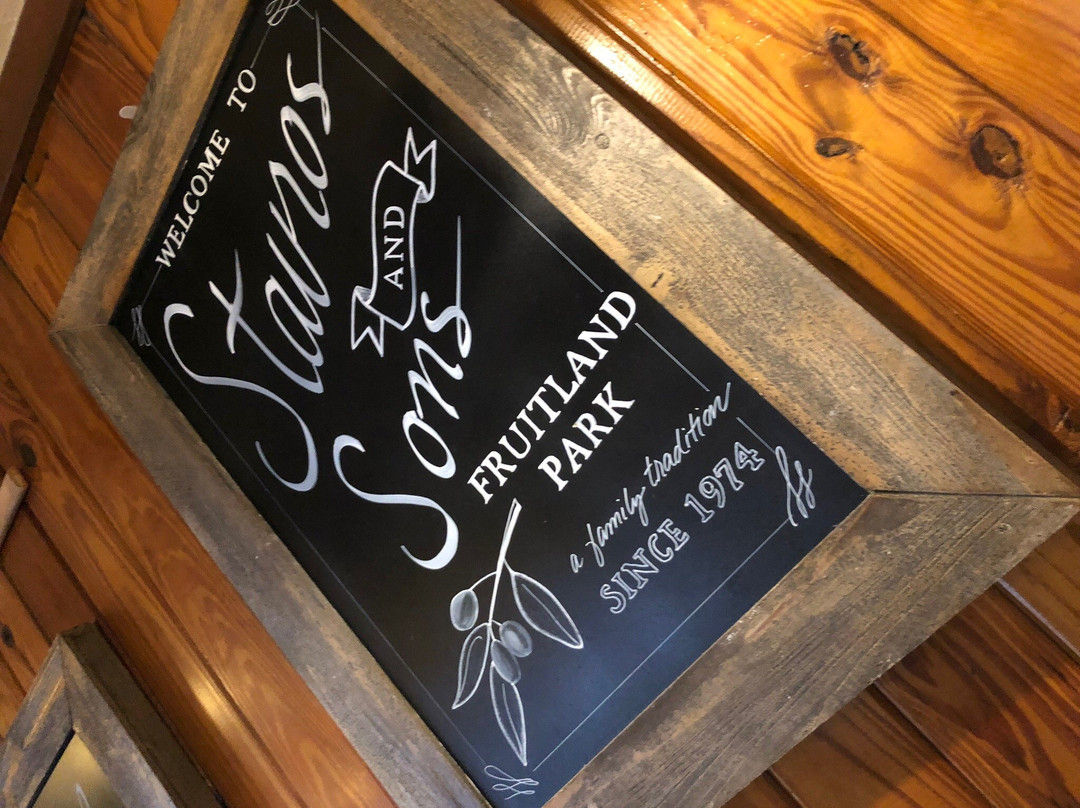 WELCOME TO
Stavros
AND
Sons
FRUITLAND
PARK
a family tradition
SINCE 1974